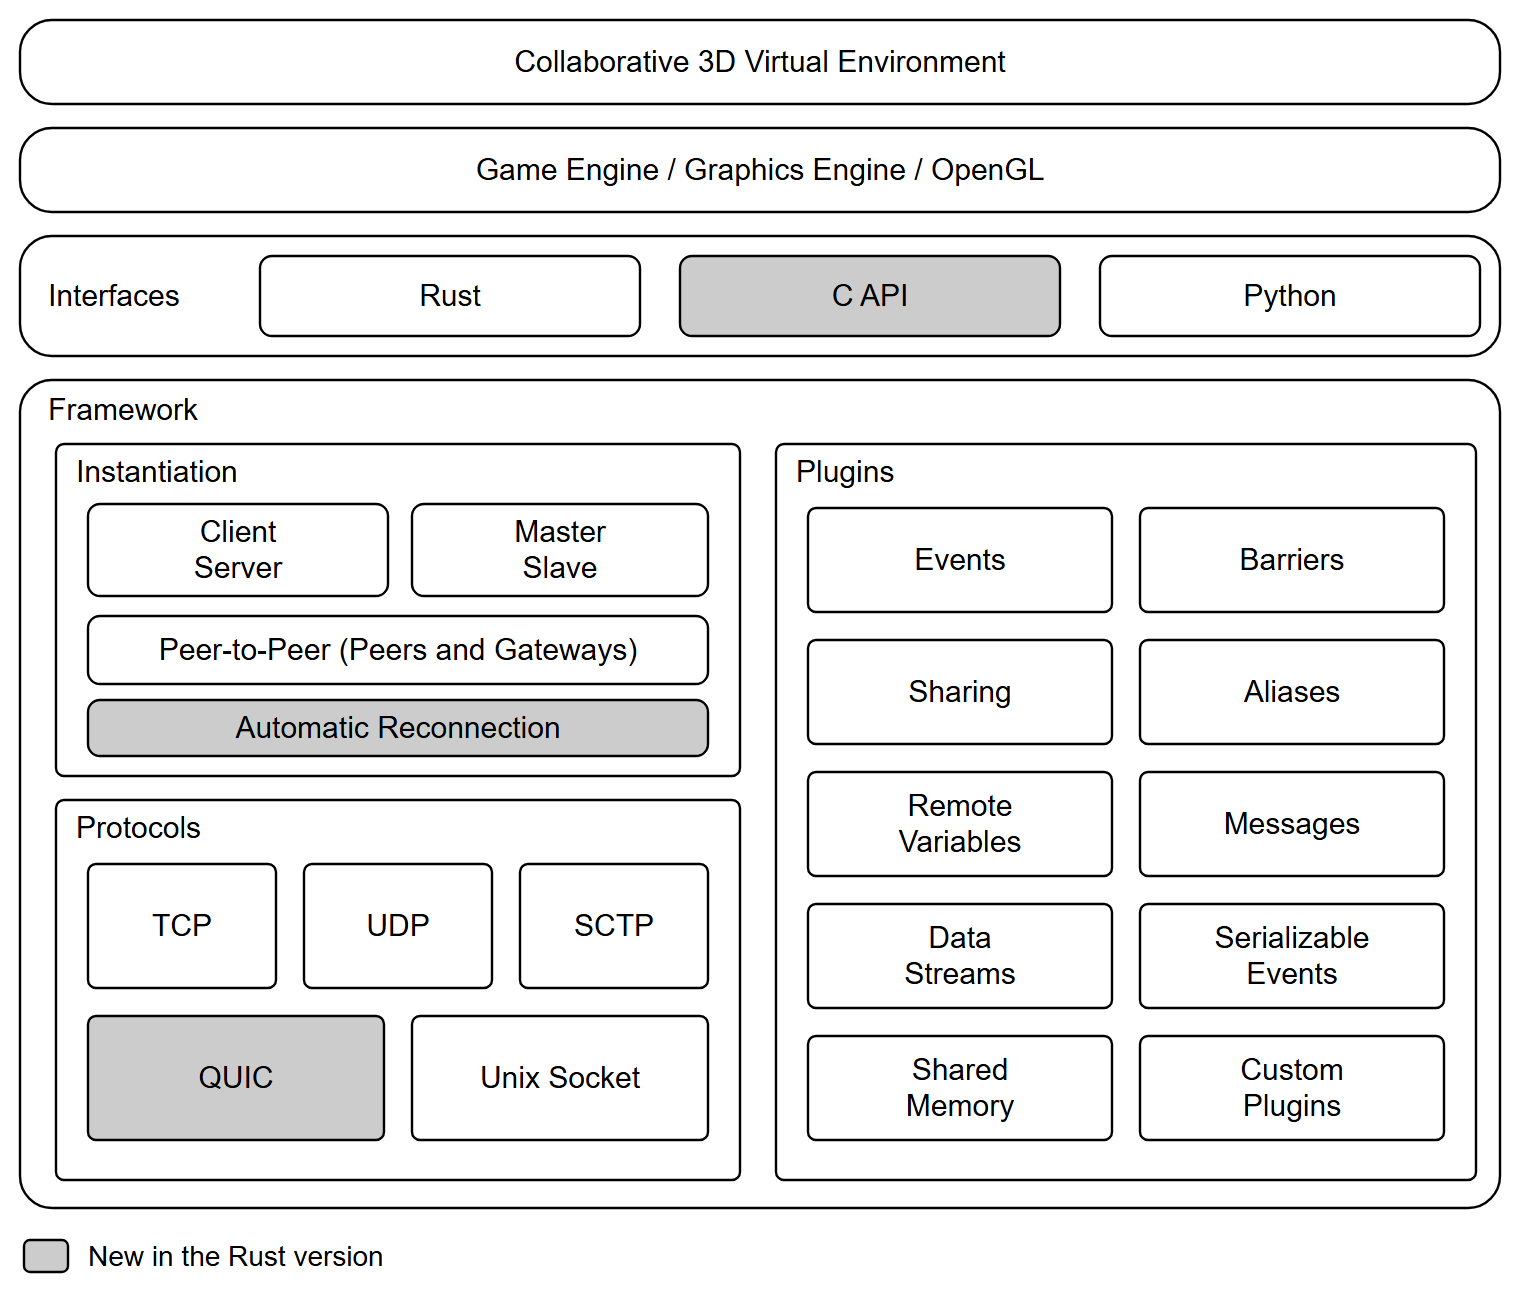 Collaborative 3D Virtual Environment
Game Engine / Graphics Engine / OpenGL
Interfaces
Rust
C API
Python
Framework
Instantiation
Client
Server
Master
Slave
Peer-to-Peer (Peers and Gateways)
Automatic Reconnection
Protocols
TCP
UDP
SCTP
QUIC
Unix Socket
Plugins
Events
Barriers
Sharing
Aliases
Remote
Variables
Messages
Data
Streams
Serializable
Events
Shared
Memory
Custom
Plugins
New in the Rust version